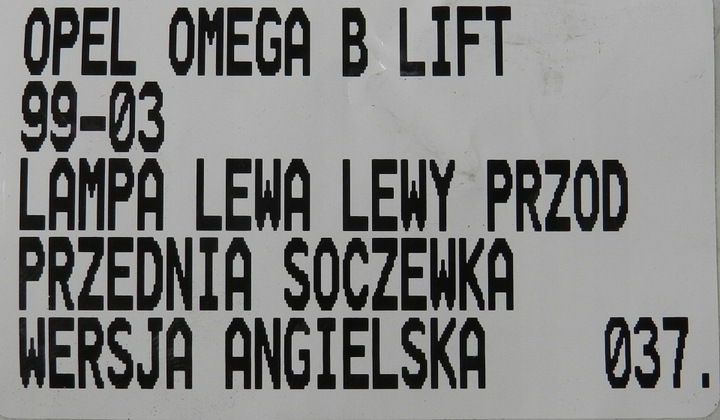 OPEL OMEGA B LIFT
99-03
LAMPA LEWA LEWY PRZOD
PRZEDNIA SOCZEWKA
WERSJA ANGIELSKA 037.